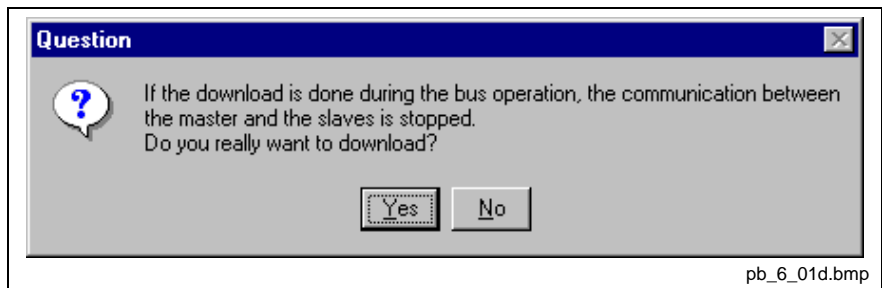 Question
If the download is done during the bus operation, the communication between
the master and the slaves is stopped.
Do you really want to download?
Yes
No
pb_6_01d.bmp